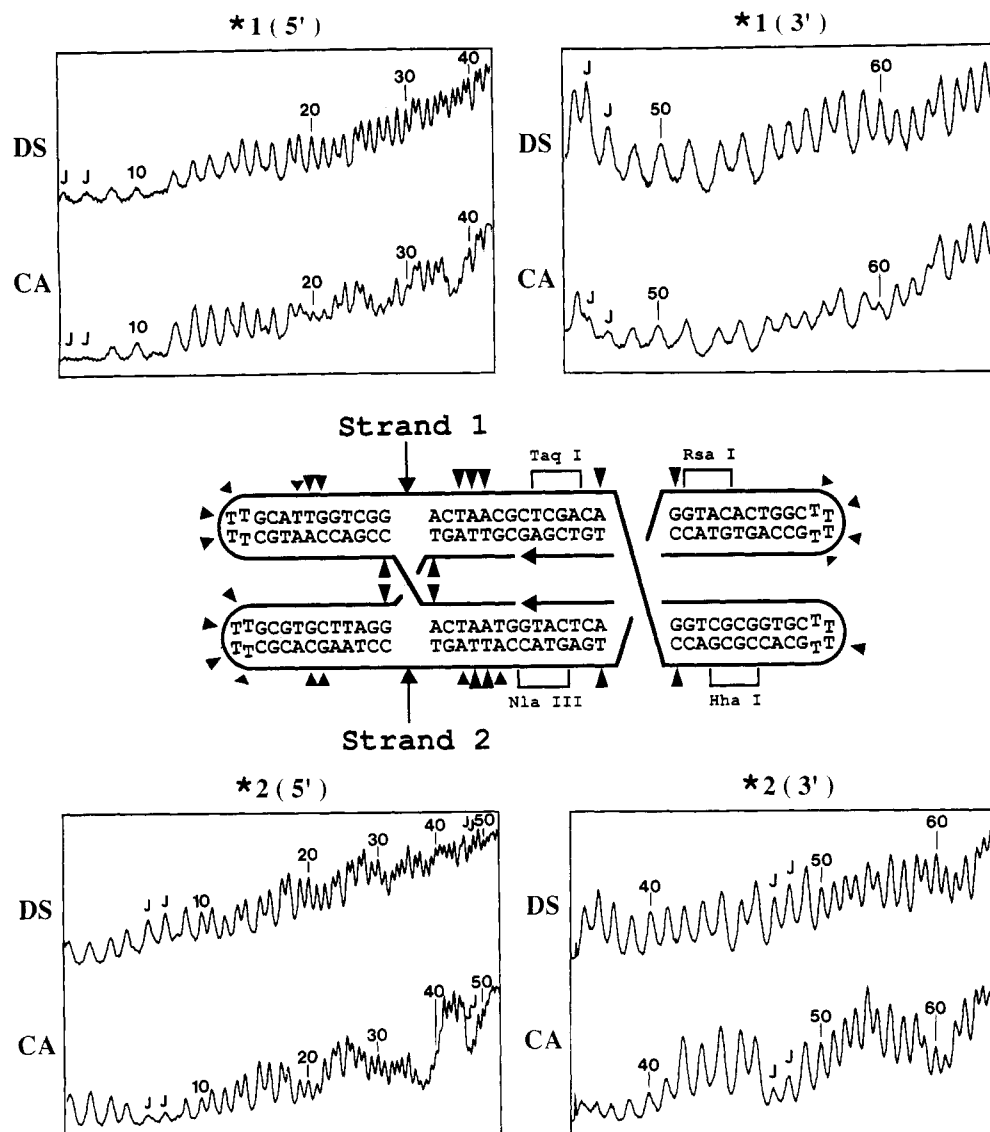 *1 ( 5' )
*1 ( 3' )
DS
J J 10 20 30 40
J J 50 60
CA
J J 10 20 30 40
J J 50 60
Strand 1
Taq I
Rsa I
TTGCATTGGTCGG ACTAACGCTCGACA GGTACACTGGCTT
TTCGTAACCAGCC TGATTGCGAGCTGT CCATGTGACCGTT
TTGCGTGCTTAGG ACTAATGGTACTCA GGTCGCGGTGCTT
TTCGCACGAATCC TGATTACCATGAGT CCAGCGCCACGTT
Nla III
Hha I
Strand 2
*2 ( 5' )
*2 ( 3' )
DS
J J 10 20 30 40 JJ 50
40 J J 50 60
CA
J J 10 20 30 40 J 50
40 J J 50 60